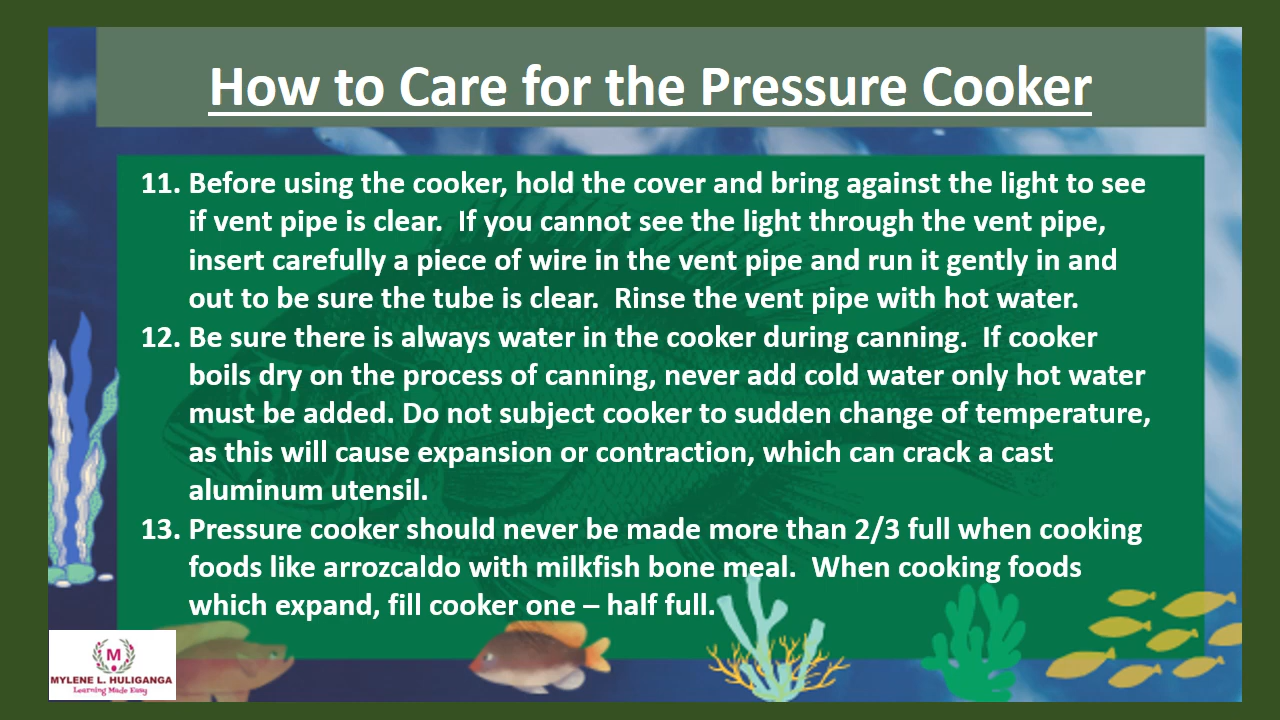 How to Care for the Pressure Cooker
11. Before using the cooker, hold the cover and bring against the light to see
if vent pipe is clear.  If you cannot see the light through the vent pipe,
insert carefully a piece of wire in the vent pipe and run it gently in and
out to be sure the tube is clear.  Rinse the vent pipe with hot water.
12. Be sure there is always water in the cooker during canning.  If cooker
boils dry on the process of canning, never add cold water only hot water
must be added. Do not subject cooker to sudden change of temperature,
as this will cause expansion or contraction, which can crack a cast
aluminum utensil.
13. Pressure cooker should never be made more than 2/3 full when cooking
foods like arrozcaldo with milkfish bone meal.  When cooking foods
which expand, fill cooker one – half full.
M
MYLENE L. HULIGANGA
Learning Made Easy